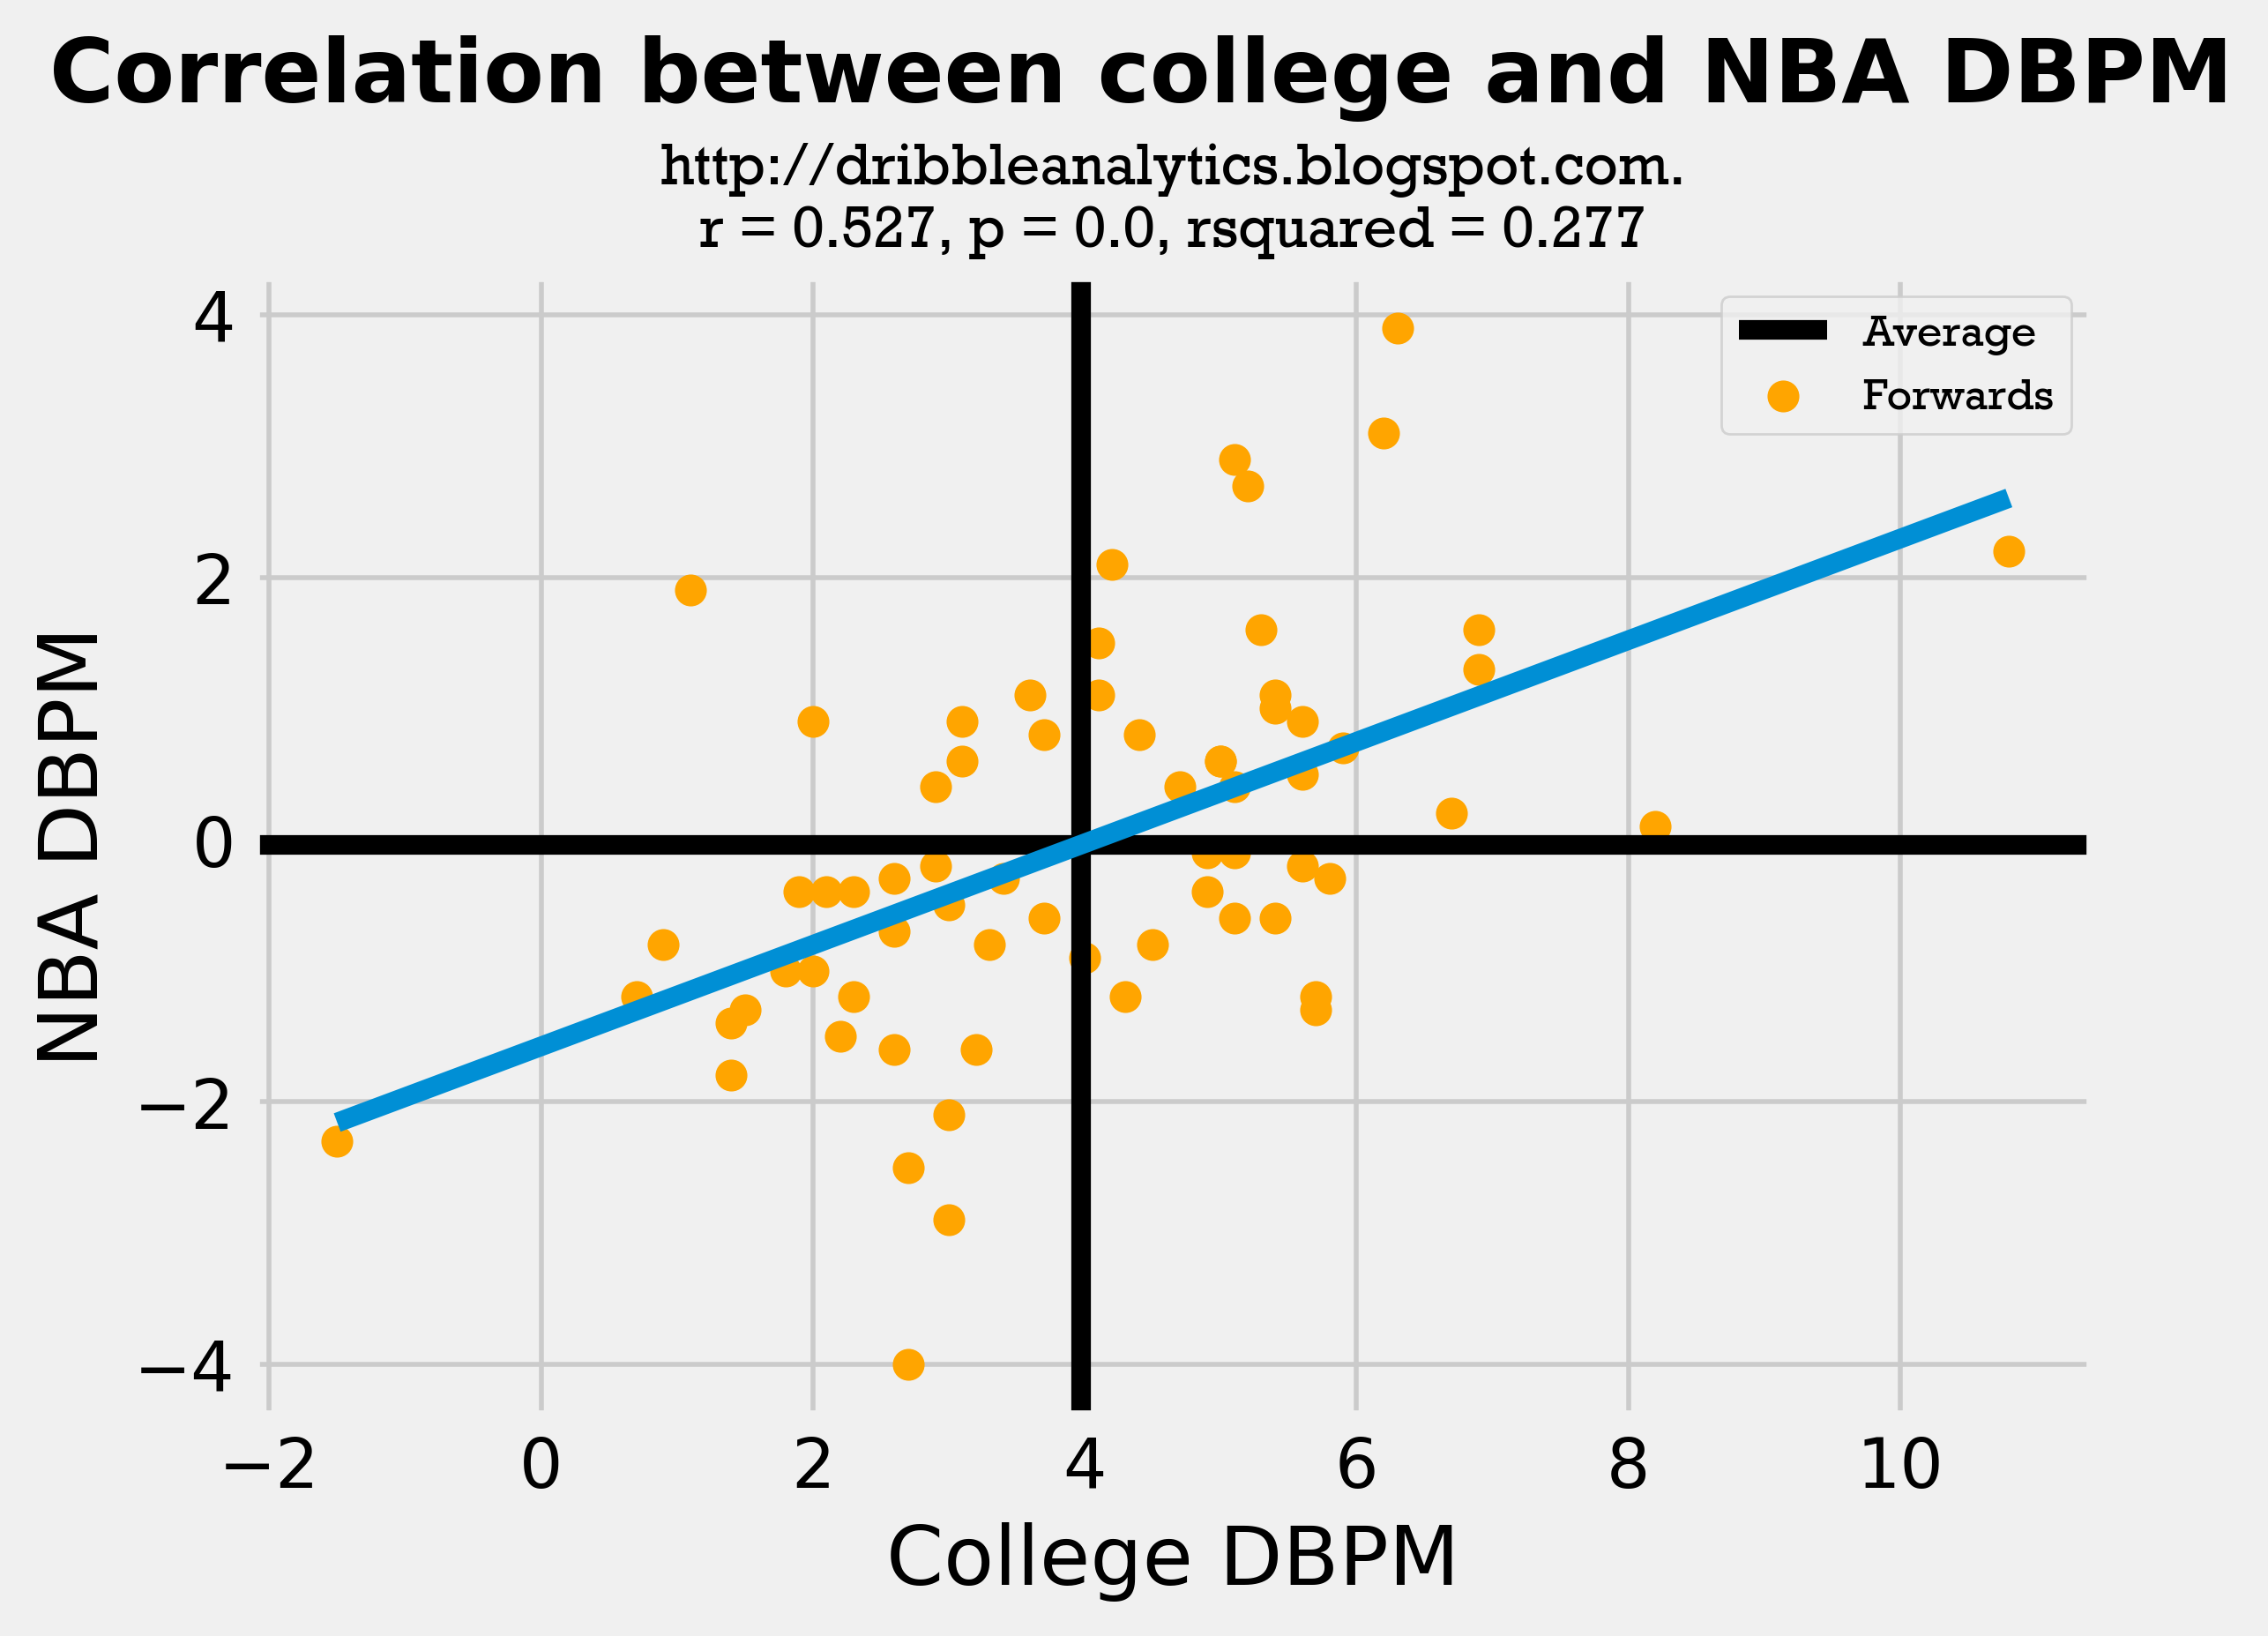 Correlation between college and NBA DBPM
http://dribbleanalytics.blogspot.com.
r = 0.527, p = 0.0, rsquared = 0.277
Average
Forwards
NBA DBPM
4
2
0
−2
−4
−2 0 2 4 6 8 10
College DBPM